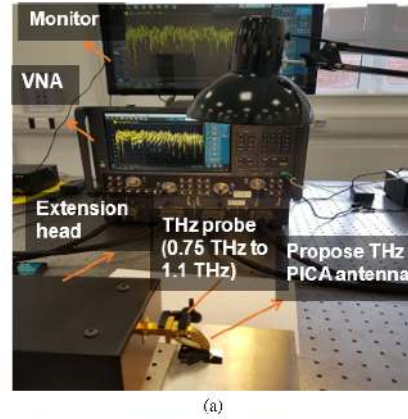 Monitor
VNA
Extension
head
THz probe
(0.75 THz to
1.1 THz)
Propose THz
PICA antenna
(a)